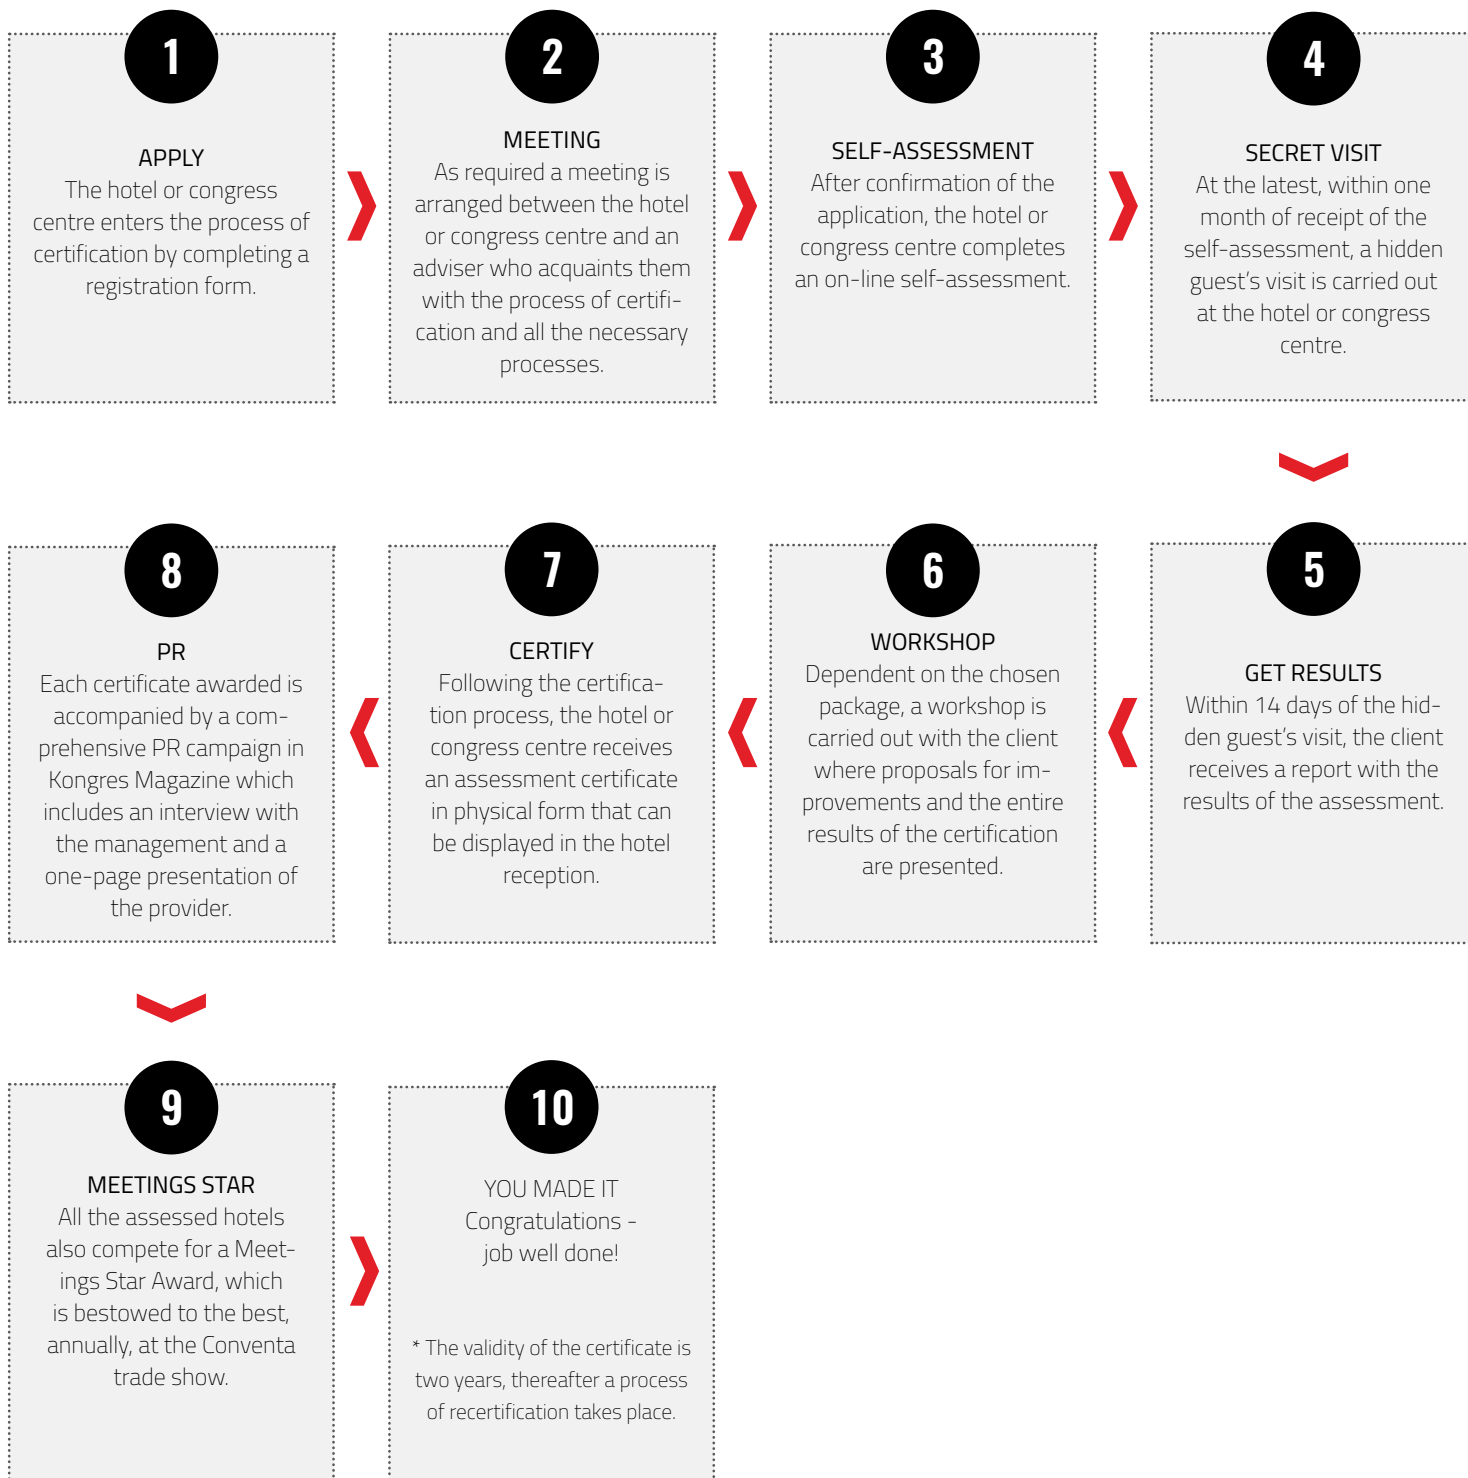 1
APPLY
The hotel or congress
centre enters the process of
certification by completing a
registration form.
2
MEETING
As required a meeting is
arranged between the hotel
or congress centre and an
adviser who acquaints them
with the process of certifi-
cation and all the necessary
processes.
3
SELF-ASSESSMENT
After confirmation of the
application, the hotel or
congress centre completes
an on-line self-assessment.
4
SECRET VISIT
At the latest, within one
month of receipt of the
self-assessment, a hidden
guest's visit is carried out
at the hotel or congress
centre.
5
GET RESULTS
Within 14 days of the hid-
den guest's visit, the client
receives a report with the
results of the assessment.
6
WORKSHOP
Dependent on the chosen
package, a workshop is
carried out with the client
where proposals for im-
provements and the entire
results of the certification
are presented.
7
CERTIFY
Following the certifica-
tion process, the hotel or
congress centre receives
an assessment certificate
in physical form that can
be displayed in the hotel
reception.
8
PR
Each certificate awarded is
accompanied by a com-
prehensive PR campaign in
Kongres Magazine which
includes an interview with
the management and a
one-page presentation of
the provider.
9
MEETINGS STAR
All the assessed hotels
also compete for a Meet-
ings Star Award, which
is bestowed to the best,
annually, at the Conventa
trade show.
10
YOU MADE IT
Congratulations -
job well done!
* The validity of the certificate is
two years, thereafter a process
of recertification takes place.